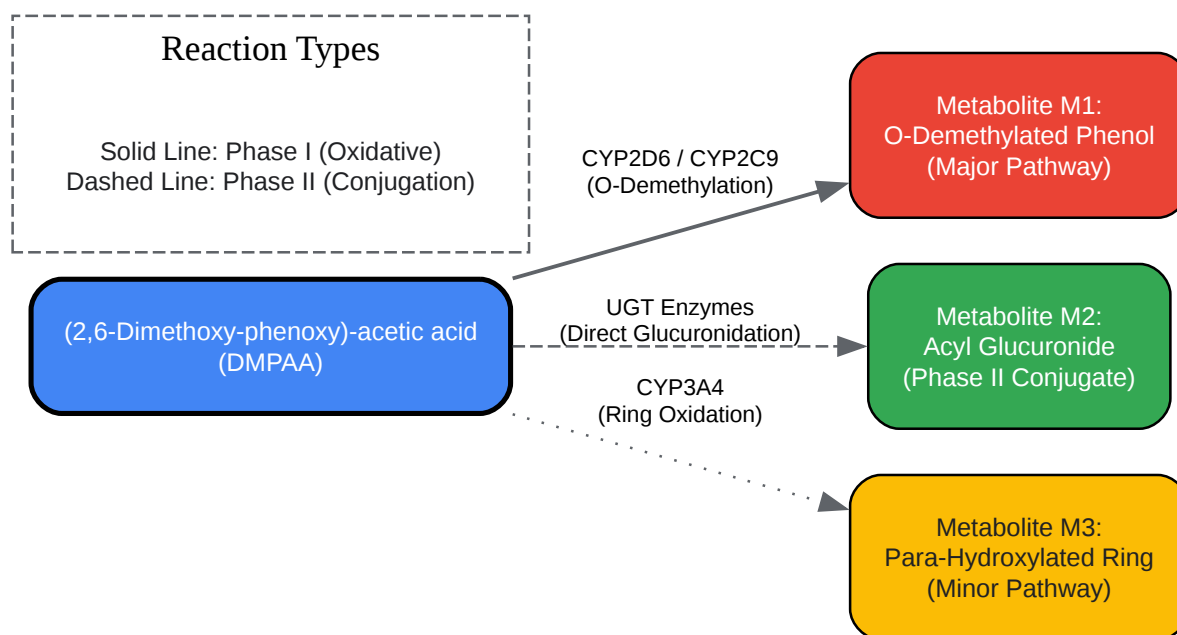 Reaction Types
Solid Line: Phase I (Oxidative)
Dashed Line: Phase II (Conjugation)
(2,6-Dimethoxy-phenoxy)-acetic acid
(DMPAA)
CYP2D6 / CYP2C9
(O-Demethylation)
Metabolite M1:
O-Demethylated Phenol
(Major Pathway)
UGT Enzymes
(Direct Glucuronidation)
Metabolite M2:
Acyl Glucuronide
(Phase II Conjugate)
CYP3A4
(Ring Oxidation)
Metabolite M3:
Para-Hydroxylated Ring
(Minor Pathway)